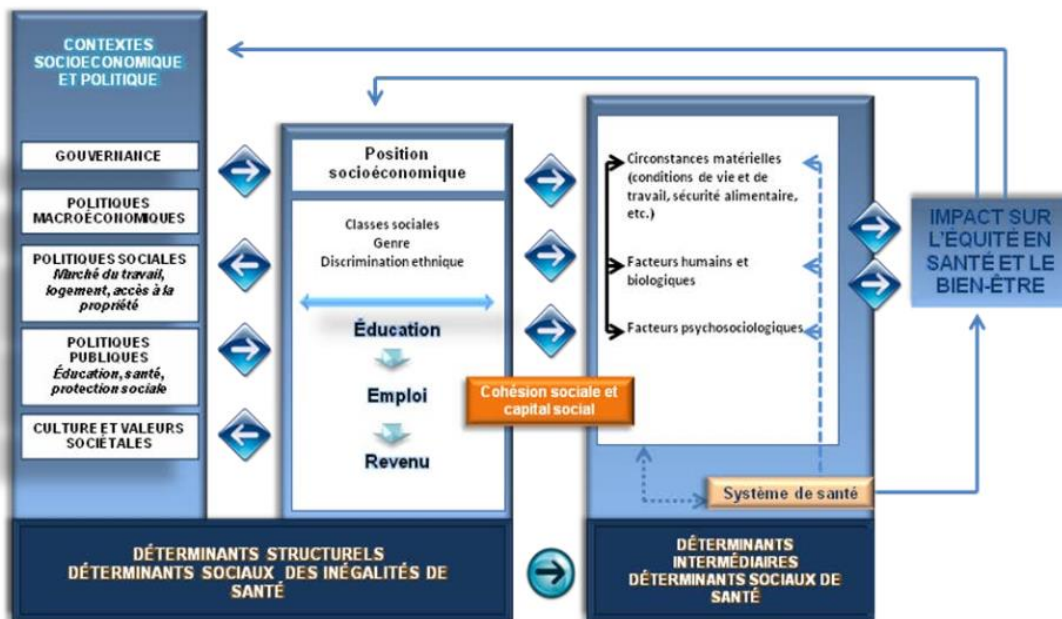 CONTEXTES
SOCIOECONOMIQUE
ET POLITIQUE
GOUVERNANCE
POLITIQUES
MACROÉCONOMIQUES
POLITIQUES SOCIALES
Marché du travail,
logement, accès à la
propriété
POLITIQUES
PUBLIQUES
Éducation, santé,
protection sociale
CULTURE ET VALEURS
SOCIÉTALES
Position
socioéconomique
Classes sociales
Genre
Discrimination ethnique
Éducation
Emploi
Revenu
Cohésion sociale et
capital social
Circonstances matérielles
(conditions de vie et de
travail, sécurité alimentaire,
etc.)
Facteurs humains et
biologiques
Facteurs psychosociologiques
Système de santé
IMPACT SUR
L'ÉQUITÉ EN
SANTÉ ET LE
BIEN-ÊTRE
DÉTERMINANTS STRUCTURELS
DÉTERMINANTS SOCIAUX DES INÉGALITÉS DE
SANTÉ
DÉTERMINANTS
INTERMÉDIAIRES
DÉTERMINANTS SOCIAUX DE
SANTÉ